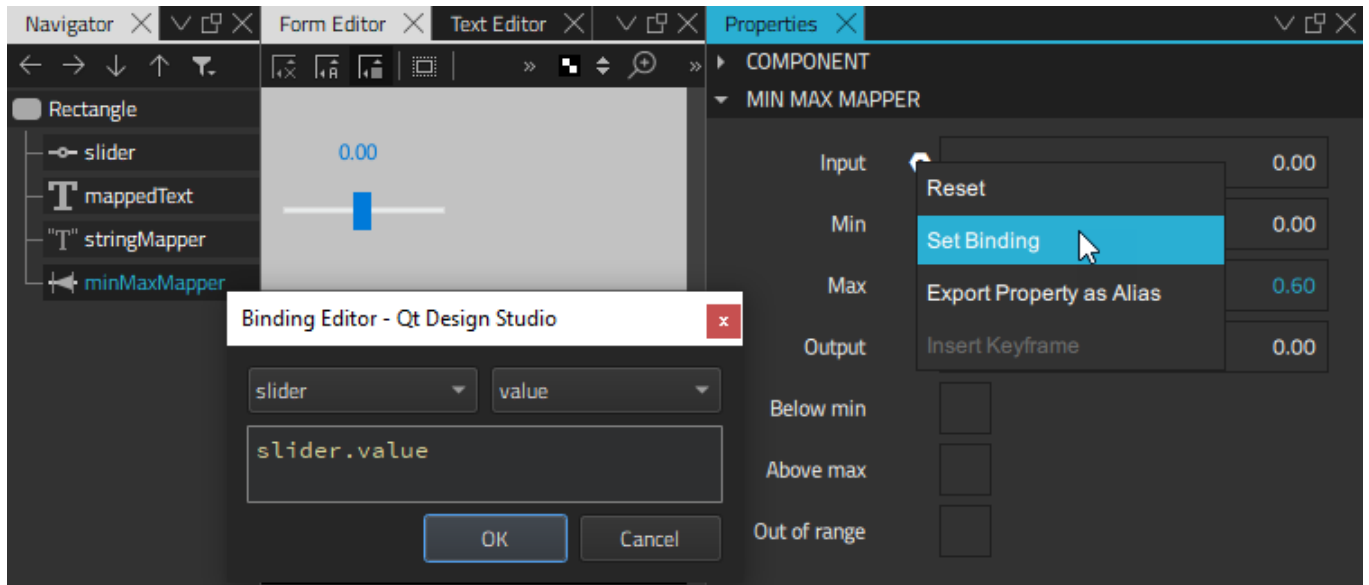 Navigator
Form Editor
Text Editor
Properties
COMPONENT
MIN MAX MAPPER
Rectangle
slider
T mappedText
"T" stringMapper
minMaxMapper
0.00
Input 0.00
Min 0.00
Max 0.60
Output 0.00
Below min
Above max
Out of range
Reset
Set Binding
Export Property as Alias
Insert Keyframe
Binding Editor - Qt Design Studio
x
slider value
slider.value
OK Cancel